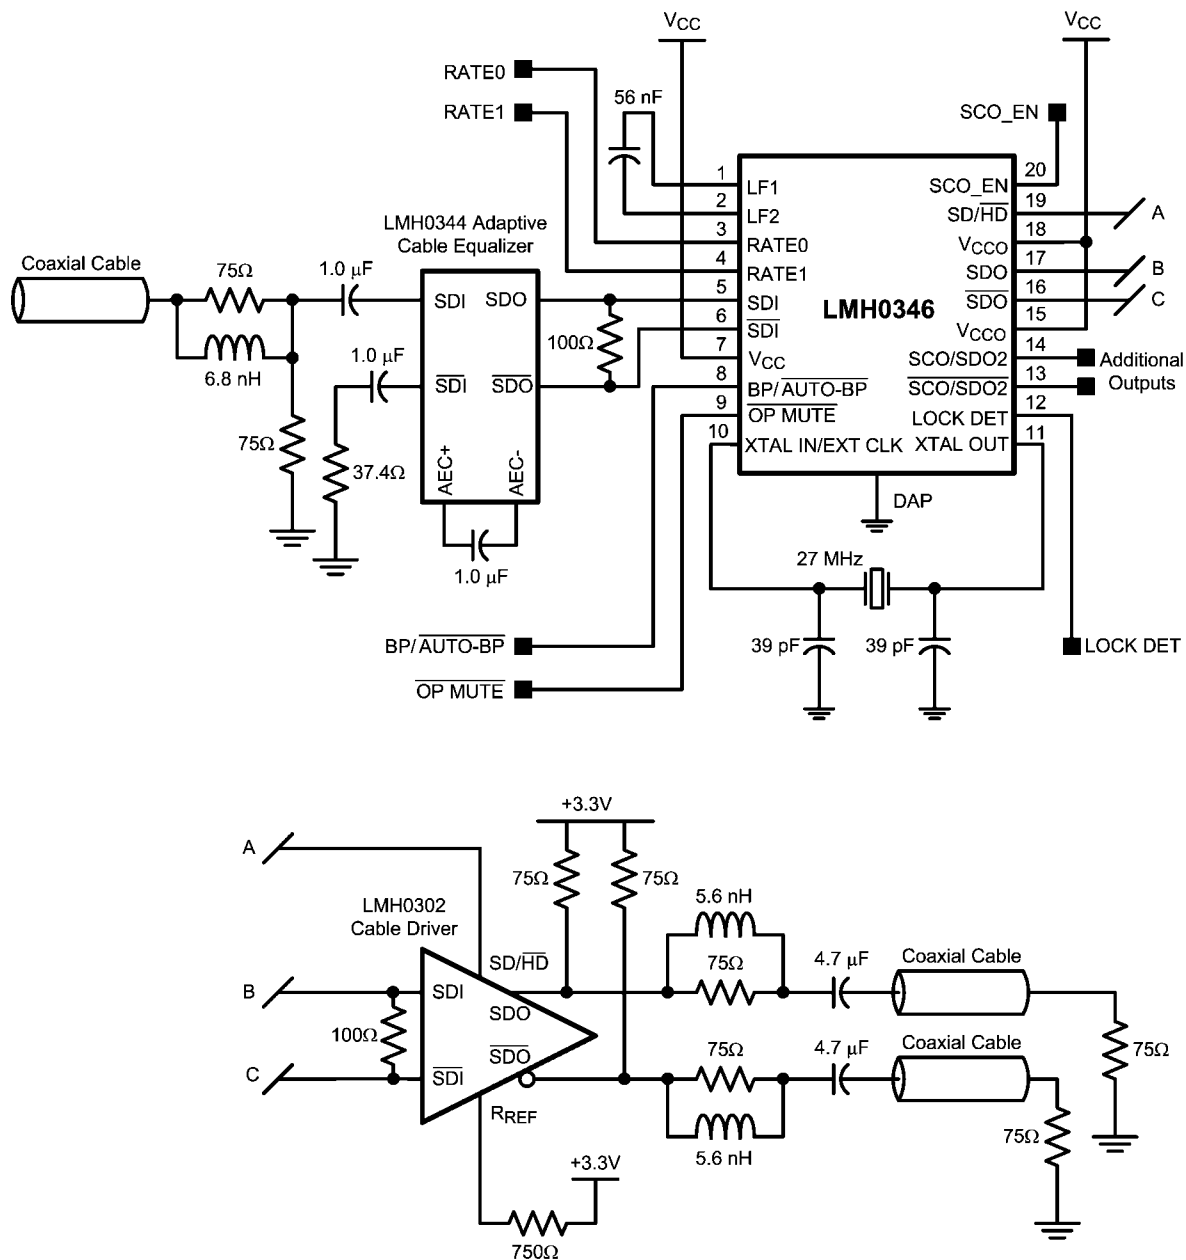 VCC
VCC
RATE0
RATE1
56 nF
SCO_EN
1
2
3
4
5
6
7
8
9
10
LF1
LF2
RATE0
RATE1
SDI
SDI
VCC
BP/AUTO-BP
OP MUTE
XTAL IN/EXT CLK
LMH0346
20
19
18
17
16
15
14
13
12
11
SCO_EN
SD/HD
VCCO
SDO
SDO
VCCO
SCO/SDO2
SCO/SDO2
LOCK DET
XTAL OUT
A
B
C
Additional
Outputs
DAP
LMH0344 Adaptive
Cable Equalizer
Coaxial Cable
75Ω
6.8 nH
1.0 μF
1.0 μF
75Ω
37.4Ω
SDI
SDO
SDI
SDO
AEC+
AEC-
1.0 μF
100Ω
27 MHz
39 pF
39 pF
BP/AUTO-BP
OP MUTE
LOCK DET
+3.3V
A
75Ω
75Ω
LMH0302
Cable Driver
SD/HD
B
SDI
SDO
100Ω
SDO
C
SDI
RREF
5.6 nH
75Ω
4.7 μF
Coaxial Cable
75Ω
75Ω
4.7 μF
Coaxial Cable
5.6 nH
75Ω
+3.3V
750Ω